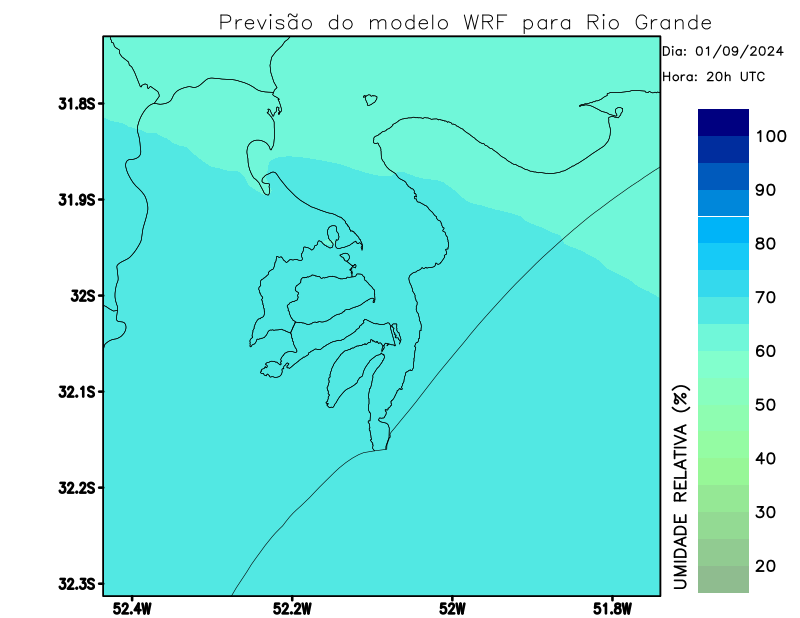 Previsão do modelo WRF para Rio Grande
Dia: 01/09/2024
Hora: 20h UTC
31.8S
31.9S
32S
32.1S
32.2S
32.3S
52.4W
52.2W
52W
51.8W
UMIDADE RELATIVA (%)
100
90
80
70
60
50
40
30
20